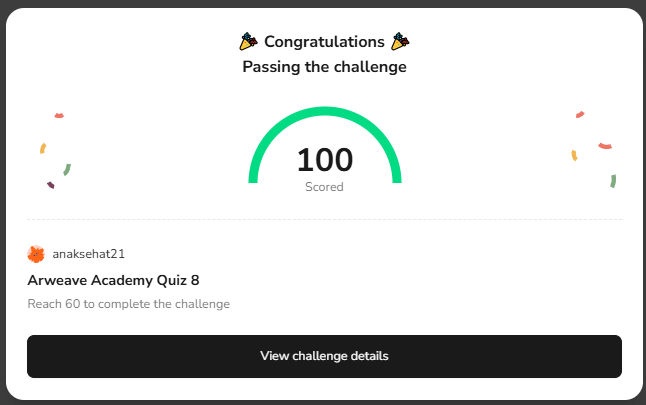 Congratulations
Passing the challenge
100
Scored
anaksehat21
Arweave Academy Quiz 8
Reach 60 to complete the challenge
View challenge details